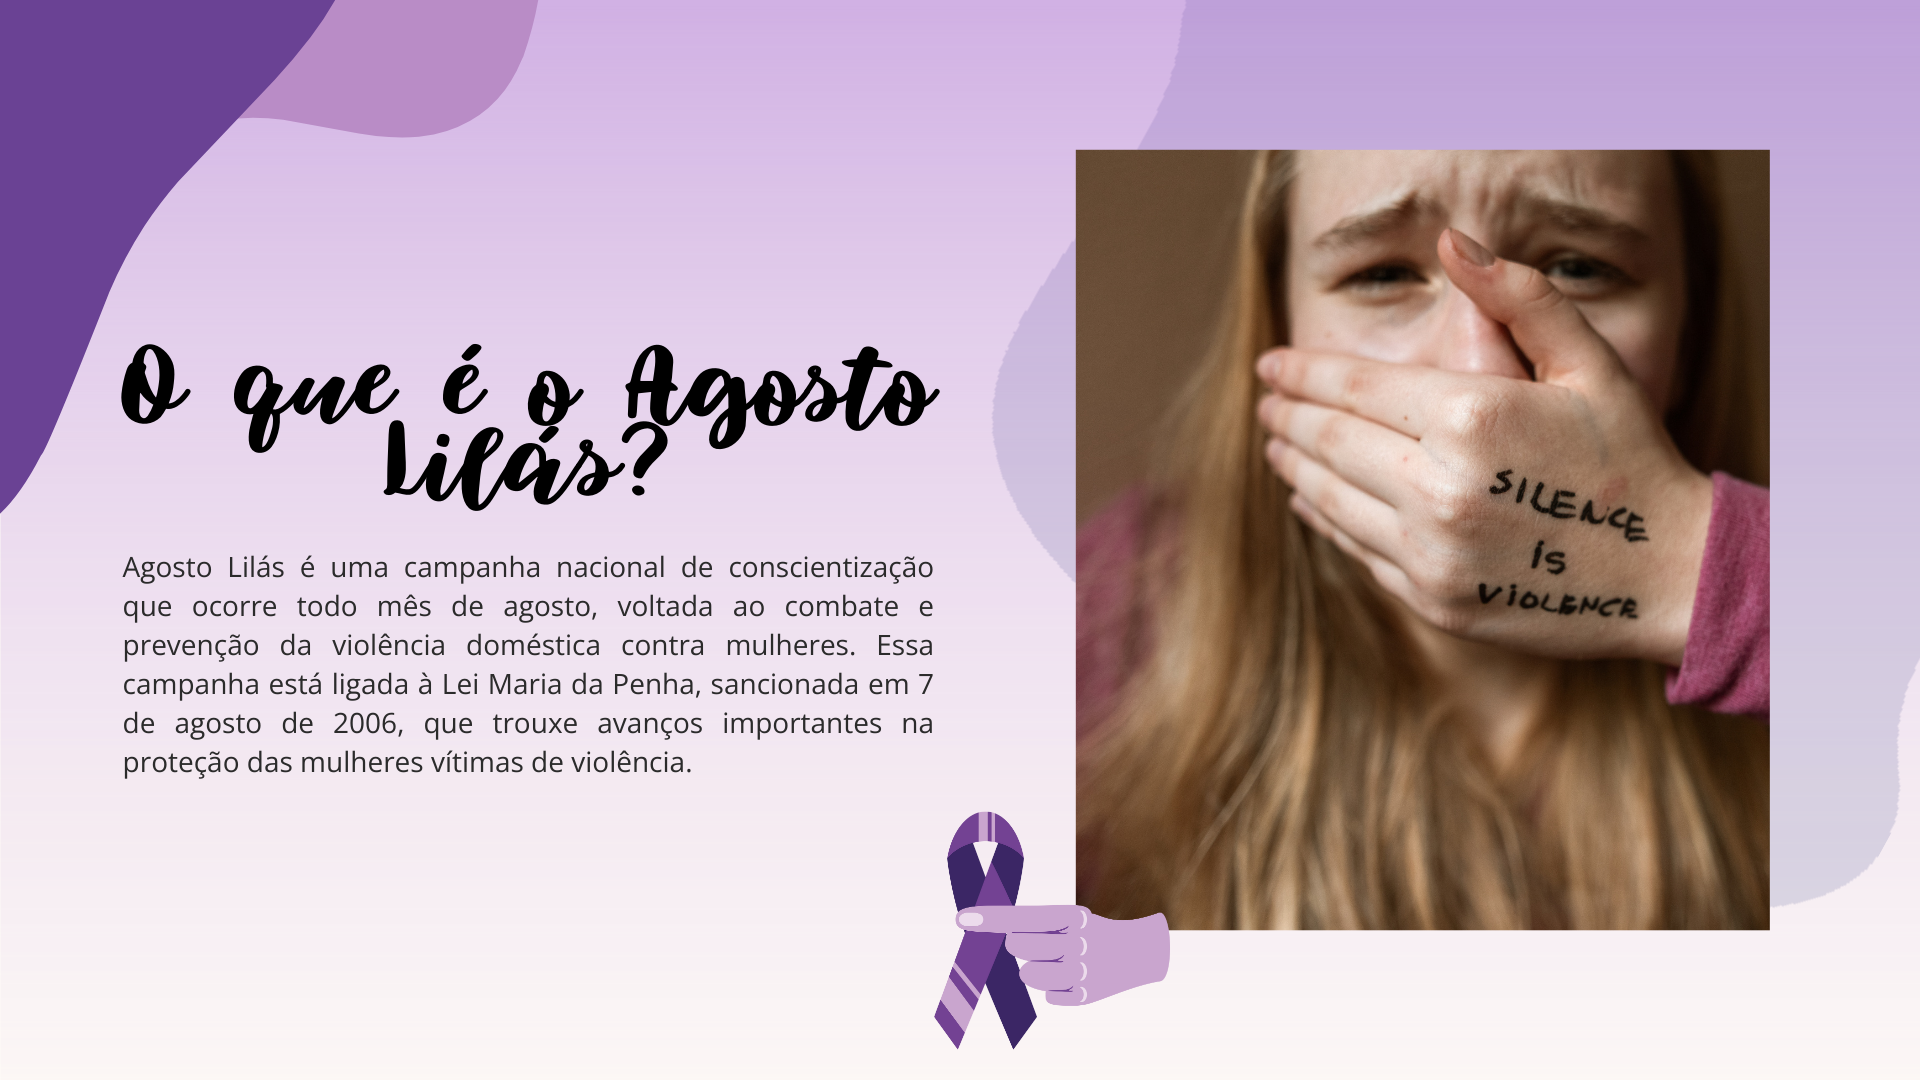 O que é o Agosto
Lilás?
Agosto Lilás é uma campanha nacional de conscientização
que ocorre todo mês de agosto, voltada ao combate e
prevenção da violência doméstica contra mulheres. Essa
campanha está ligada à Lei Maria da Penha, sancionada em 7
de agosto de 2006, que trouxe avanços importantes na
proteção das mulheres vítimas de violência.
SILENCE
is
VIOLENCE